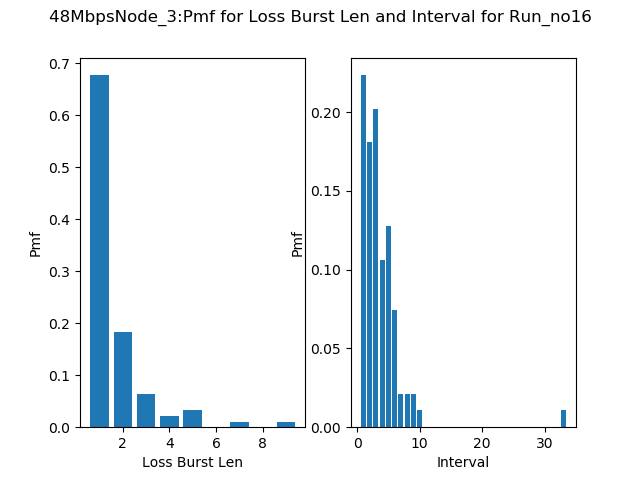 48MbpsNode_3:Pmf for Loss Burst Len and Interval for Run_no16
0.7
0.6
0.5
0.4
0.3
0.2
0.1
0.0
Pmf
2 4 6 8
Loss Burst Len
0.20
0.15
0.10
0.05
0.00
Pmf
0 10 20 30
Interval